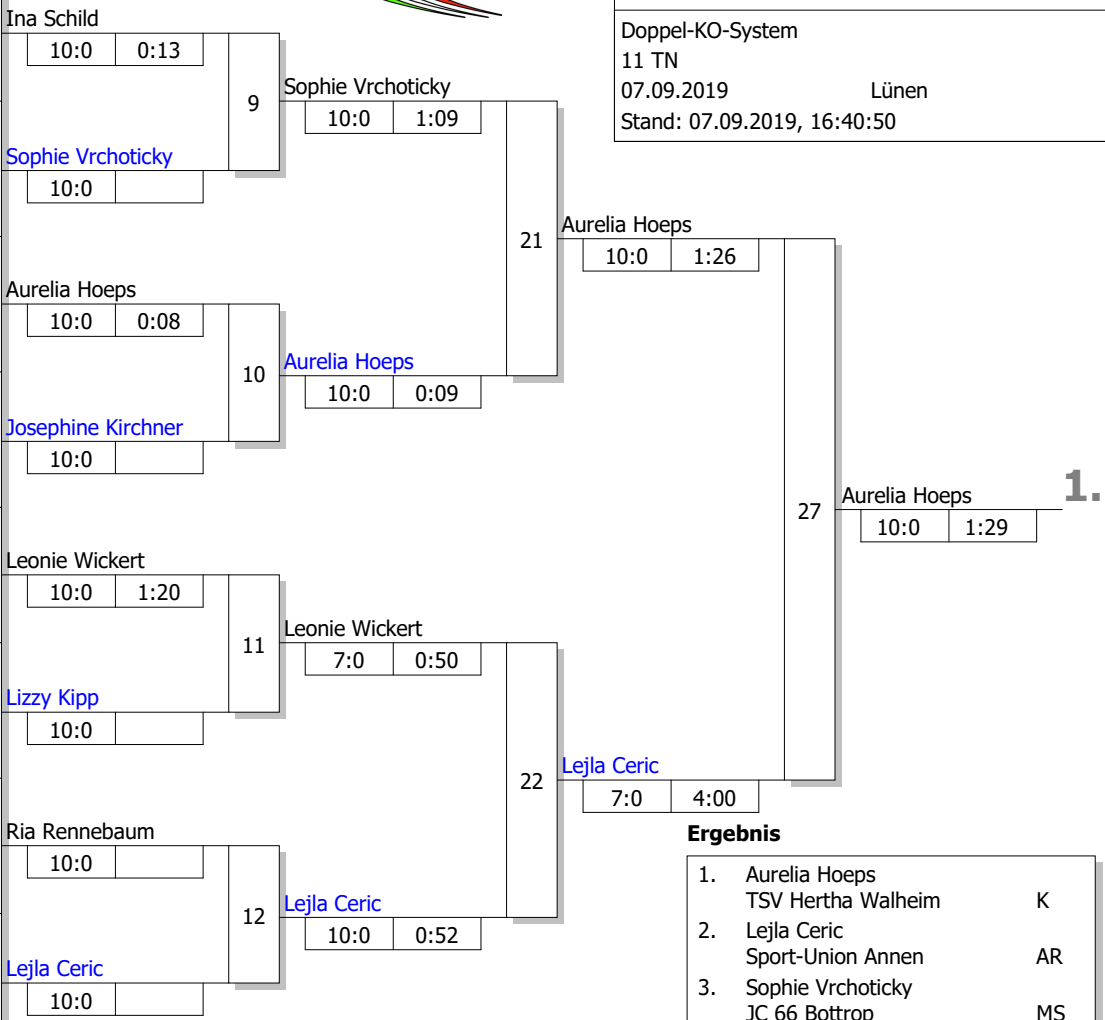 Ina Schild
10:0 0:13
9
Sophie Vrchoticky
10:0 1:09
Sophie Vrchoticky
10:0
21
Aurelia Hoeps
10:0 1:26
Aurelia Hoeps
10:0 0:08
10
Aurelia Hoeps
10:0 0:09
Josephine Kirchner
10:0
27
Aurelia Hoeps
10:0 1:29
1.
Leonie Wickert
10:0 1:20
11
Leonie Wickert
7:0 0:50
Lizzy Kipp
10:0
22
Lejla Ceric
7:0 4:00
Ria Rennebaum
10:0
12
Lejla Ceric
10:0 0:52
Lejla Ceric
10:0
Doppel-KO-System
11 TN
07.09.2019 Lünen
Stand: 07.09.2019, 16:40:50
Ergebnis
1. Aurelia Hoeps
TSV Hertha Walheim K
2. Lejla Ceric
Sport-Union Annen AR
3. Sophie Vrchoticky
JC 66 Bottrop MS